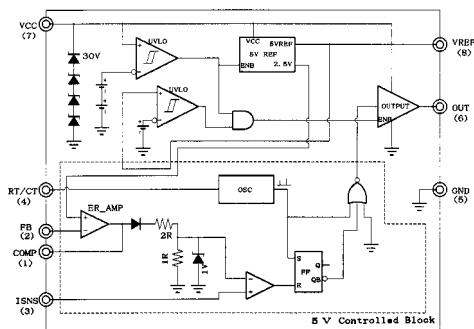 VCC
(7)
30V
UVLO
VCC
5VREF
5V REF
2.5V
ENB
VREF
(8)
UVLO
OUTPUT
ENB
OUT
(6)
RT/CT
(4)
OSC
GND
(5)
ER_AMP
FB
(2)
COMP
(1)
2R
1R
1V
S
FF
Q
R
QB
ISNS
(3)
5V Controlled Block